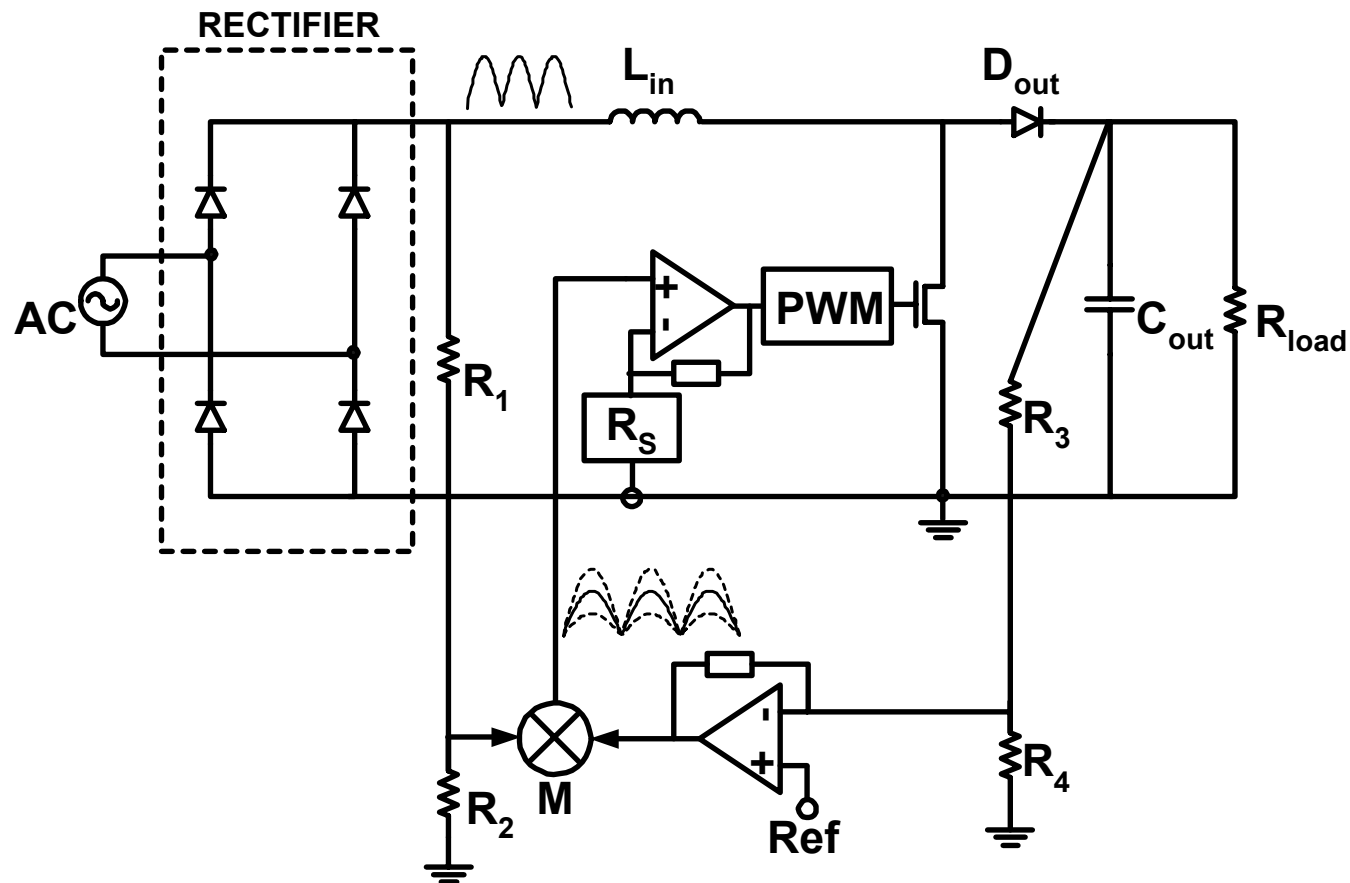 RECTIFIER
L_in
D_out
AC
+
-
PWM
C_out
R_load
R_1
R_S
R_3
-
+
M
R_2
Ref
R_4